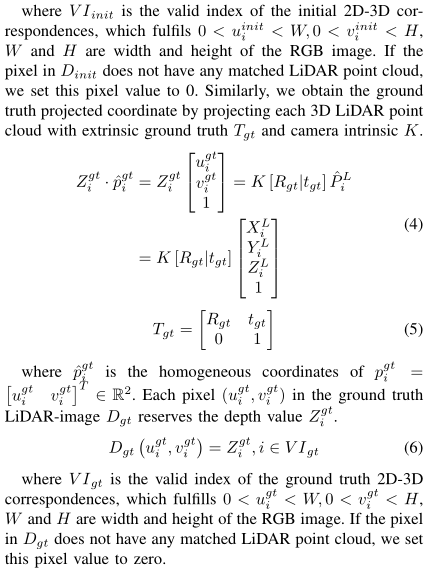 where $VI_{init}$ is the valid index of the initial 2D-3D cor-
respondences, which fulfils $0 < u_i^{init} < W, 0 < v_i^{init} < H$,
$W$ and $H$ are width and height of the RGB image. If the
pixel in $D_{init}$ does not have any matched LiDAR point cloud,
we set this pixel value to 0. Similarly, we obtain the ground
truth projected coordinate by projecting each 3D LiDAR point
cloud with extrinsic ground truth $T_{gt}$ and camera intrinsic $K$.
$$Z_i^{gt} \cdot \hat{p}_i^{gt} = Z_i^{gt} \begin{bmatrix} u_i^{gt} \\ v_i^{gt} \\ 1 \end{bmatrix} = K [R_{gt}|t_{gt}] \hat{P}_i^L$$
$$= K [R_{gt}|t_{gt}] \begin{bmatrix} X_i^L \\ Y_i^L \\ Z_i^L \\ 1 \end{bmatrix}$$ (4)
$$T_{gt} = \begin{bmatrix} R_{gt} & t_{gt} \\ 0 & 1 \end{bmatrix}$$ (5)
where $\hat{p}_i^{gt}$ is the homogeneous coordinates of $p_i^{gt} =$
$\begin{bmatrix} u_i^{gt} & v_i^{gt} \end{bmatrix}^T \in \mathbb{R}^2$. Each pixel $(u_i^{gt}, v_i^{gt})$ in the ground truth
LiDAR-image $D_{gt}$ reserves the depth value $Z_i^{gt}$.
$$D_{gt} \left( u_i^{gt}, v_i^{gt} \right) = Z_i^{gt}, i \in VI_{gt}$$ (6)
where $VI_{gt}$ is the valid index of the ground truth 2D-3D
correspondences, which fulfills $0 < u_i^{gt} < W, 0 < v_i^{gt} < H$,
$W$ and $H$ are width and height of the RGB image. If the pixel
in $D_{gt}$ does not have any matched LiDAR point cloud, we set
this pixel value to zero.